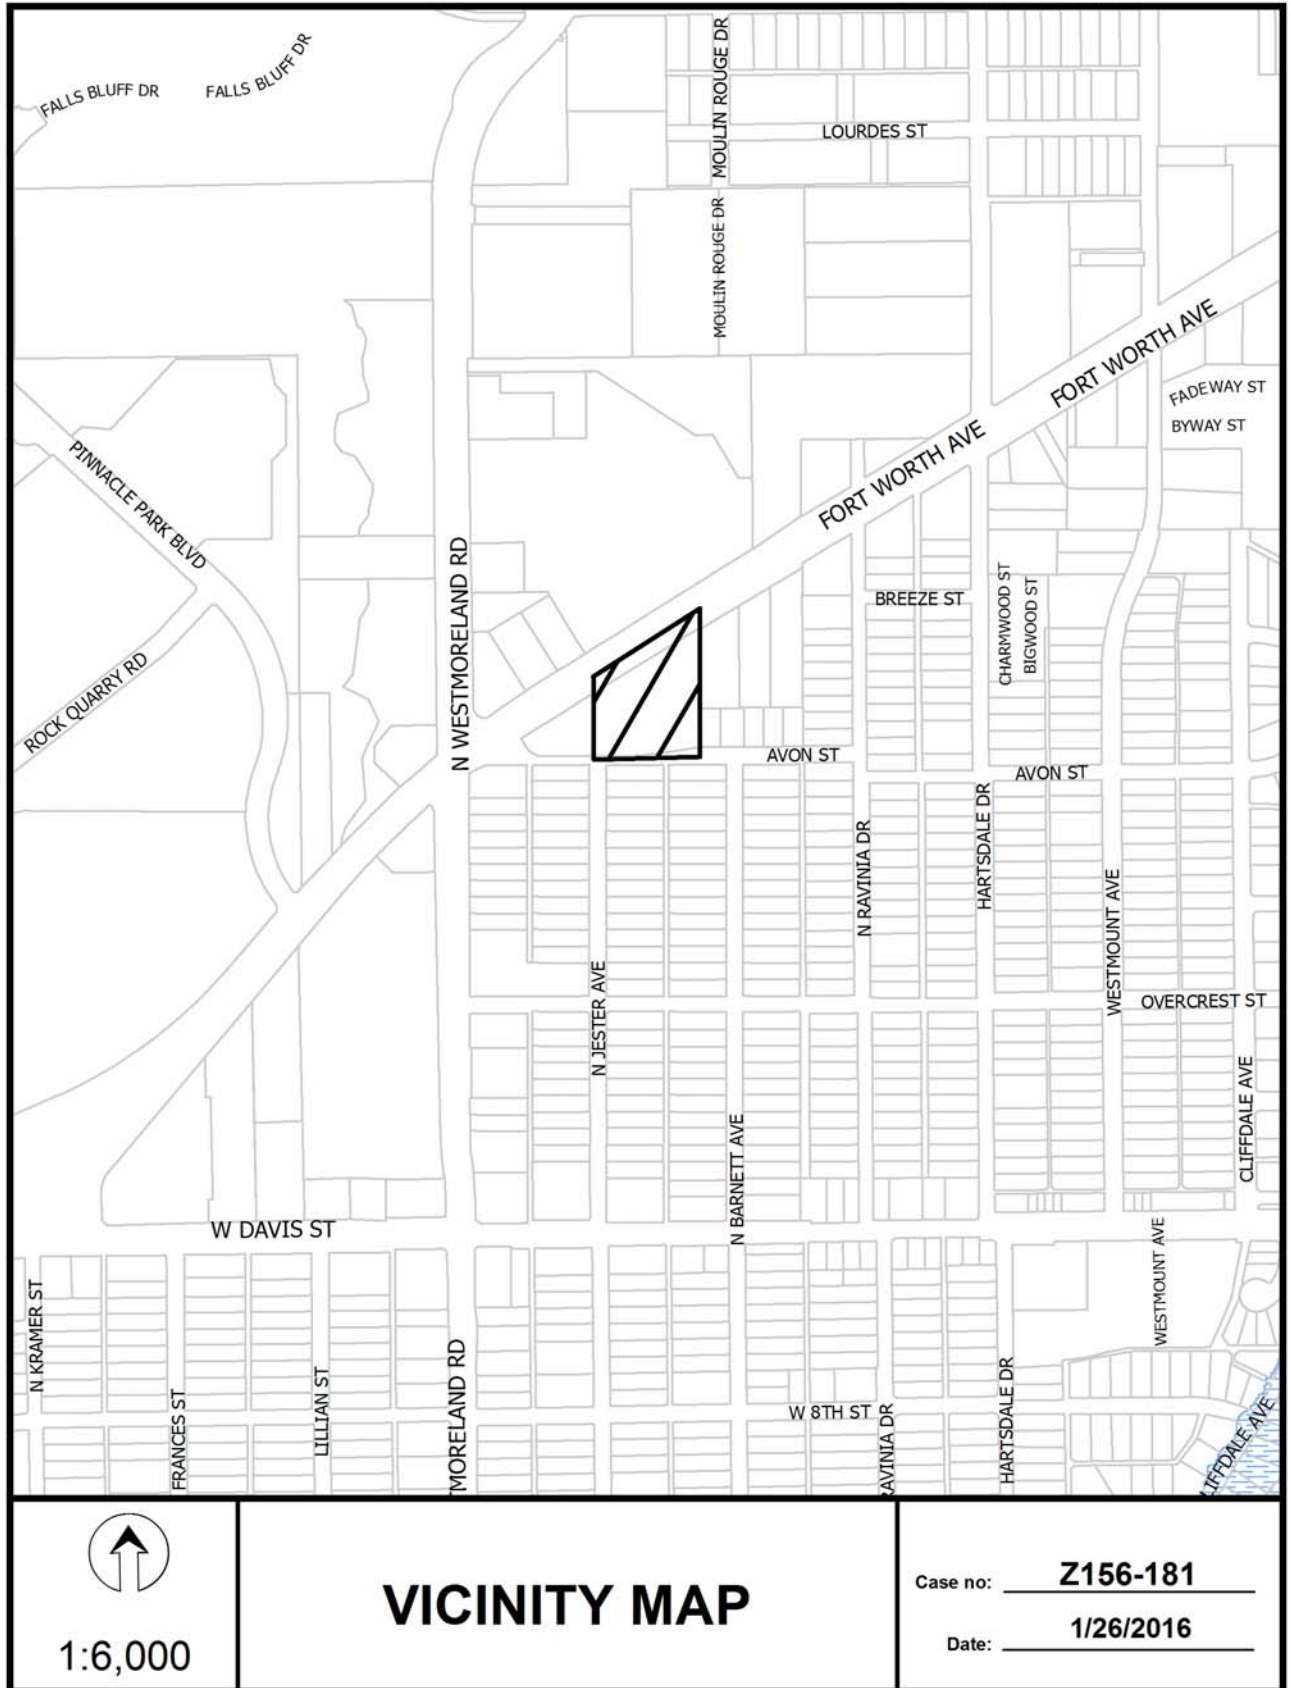 FALLS BLUFF DR
FALLS BLUFF DR
MOULIN ROUGE DR
LOURDES ST
MOULIN ROUGE DR
FORT WORTH AVE
FADEWAY ST
BYWAY ST
FORT WORTH AVE
PINNACLE PARK BLVD
N WESTMORELAND RD
BREEZE ST
CHARMWOOD ST
BIGWOOD ST
ROCK QUARRY RD
AVON ST
AVON ST
N RAVINIA DR
HARTSDALE DR
WESTMOUNT AVE
N JESTER AVE
OVERCREST ST
CLIFFDALE AVE
N BARNETT AVE
W DAVIS ST
WESTMOUNT AVE
N KRAMER ST
FRANCES ST
LILLIAN ST
TMORELAND RD
W 8TH ST
RAVINIA DR
HARTSDALE DR
LIFFDALE AVE
1:6,000
VICINITY MAP
Case no: Z156-181
Date: 1/26/2016